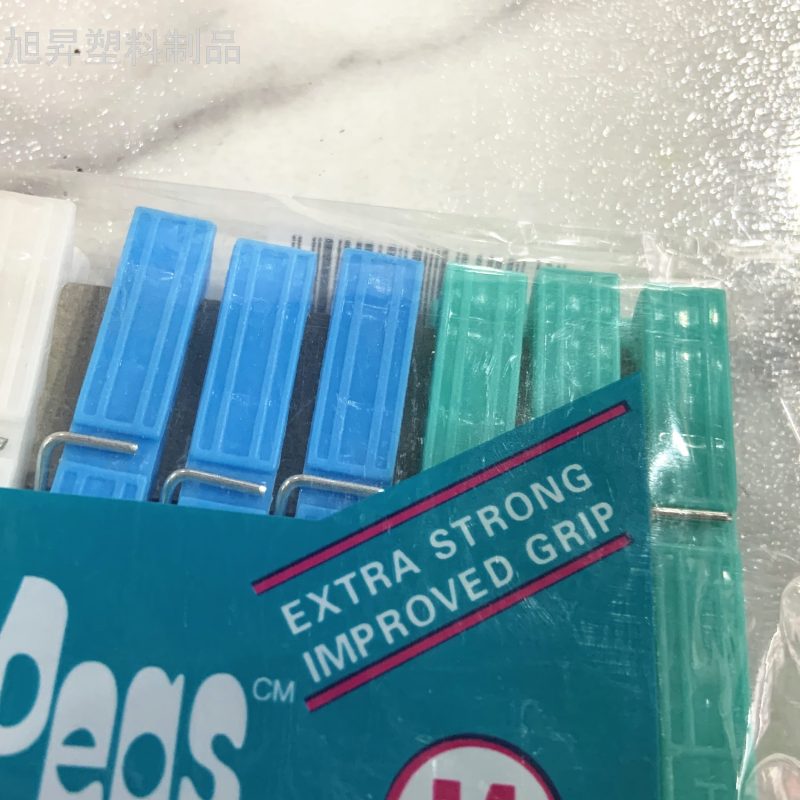 旭昇塑料制品
EXTRA STRONG
IMPROVED GRIP
Pegs CM